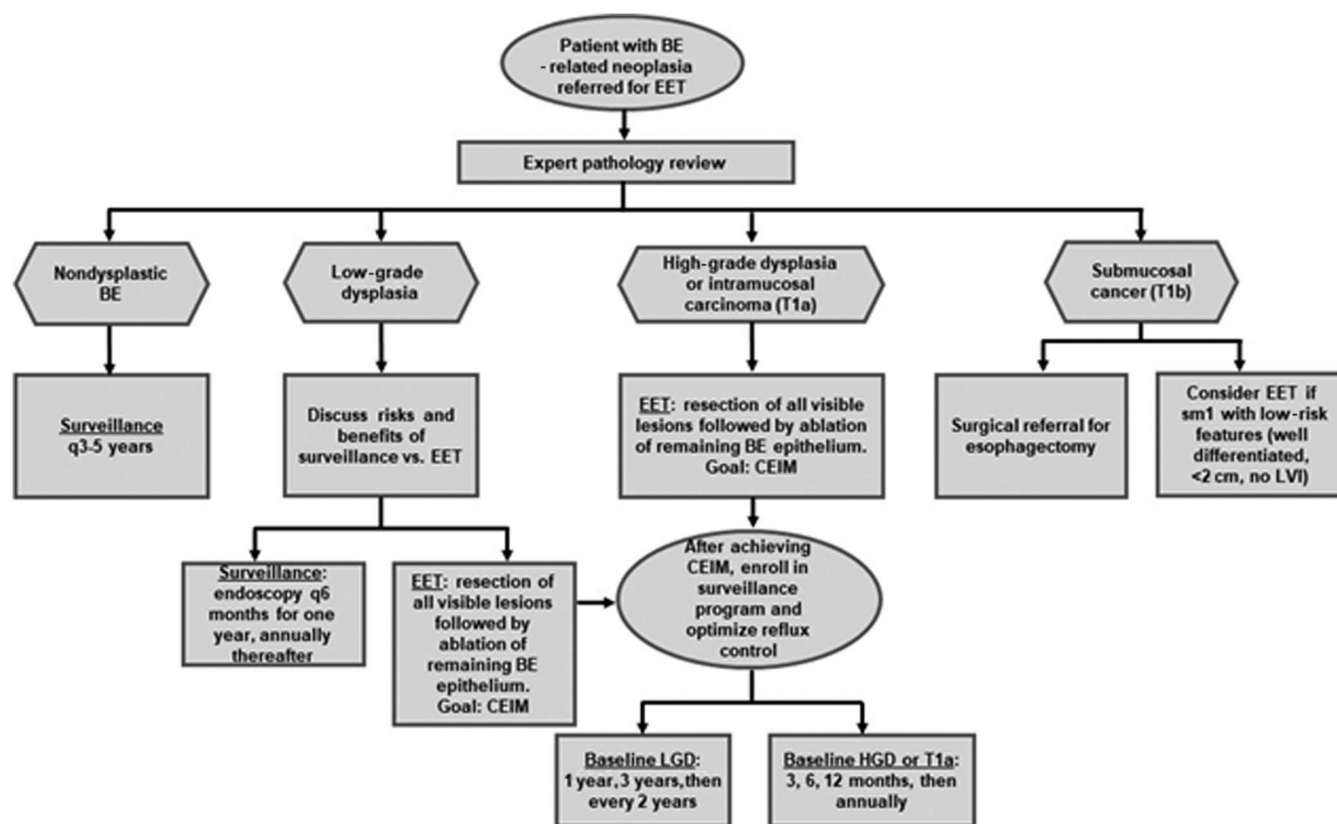 Patient with BE
- related neoplasia
referred for EET
Expert pathology review
Nondysplastic
BE
Low-grade
dysplasia
High-grade dysplasia
or intramucosal
carcinoma (T1a)
Submucosal
cancer (T1b)
Surveillance
q3-5 years
Discuss risks and
benefits of
surveillance vs. EET
EET: resection of all visible
lesions followed by ablation
of remaining BE epithelium.
Goal: CEIM
Surgical referral for
esophagectomy
Consider EET if
sm1 with low-risk
features (well
differentiated,
<2 cm, no LVI)
Surveillance:
endoscopy q6
months for one
year, annually
thereafter
EET: resection of
all visible lesions
followed by
ablation of
remaining BE
epithelium.
Goal: CEIM
After achieving
CEIM, enroll in
surveillance
program and
optimize reflux
control
Baseline LGD:
1 year, 3 years, then
every 2 years
Baseline HGD or T1a:
3, 6, 12 months, then
annually